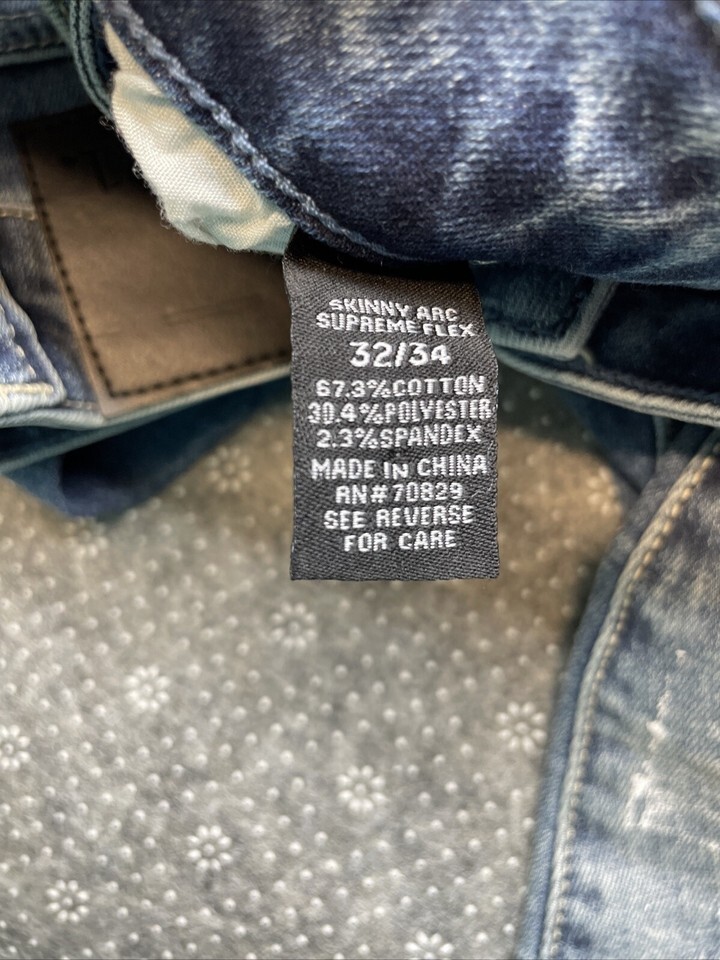 SKINNY ARC
SUPREME FLEX
32/34
67.3%COTTON
30.4%POLYESTER
2.3%SPANDEX
MADE IN CHINA
RN#70829
SEE REVERSE
FOR CARE